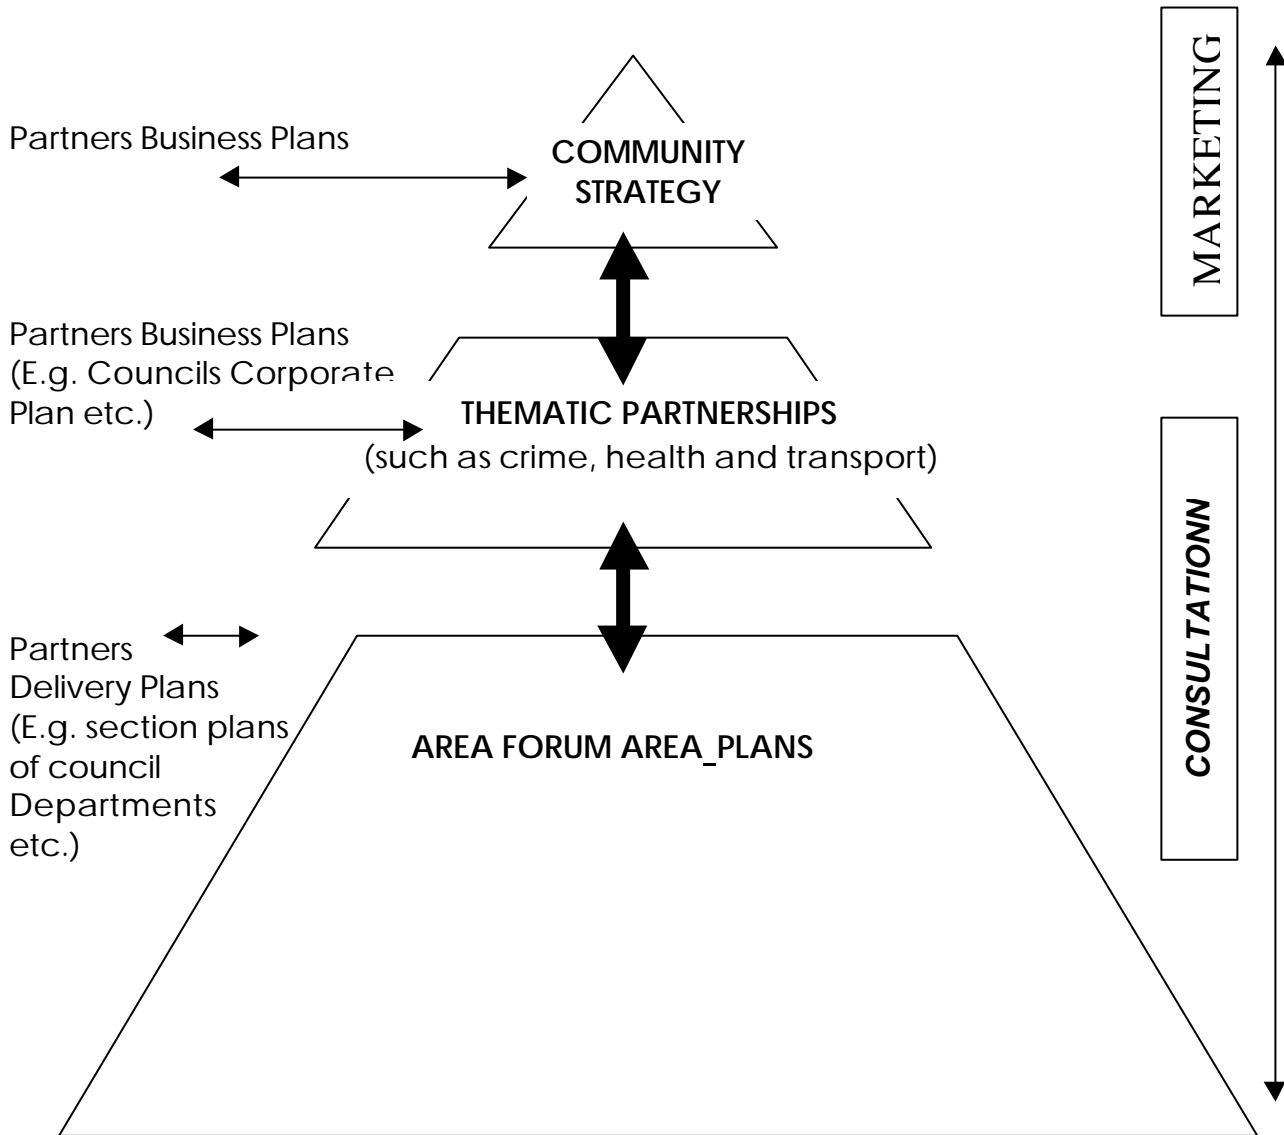 Partners Business Plans
COMMUNITY
STRATEGY
Partners Business Plans
(E.g. Councils Corporate
Plan etc.)
THEMATIC PARTNERSHIPS
(such as crime, health and transport)
Partners
Delivery Plans
(E.g. section plans
of council
Departments
etc.)
AREA FORUM AREA_PLANS
MARKETING
CONSULTATIONN